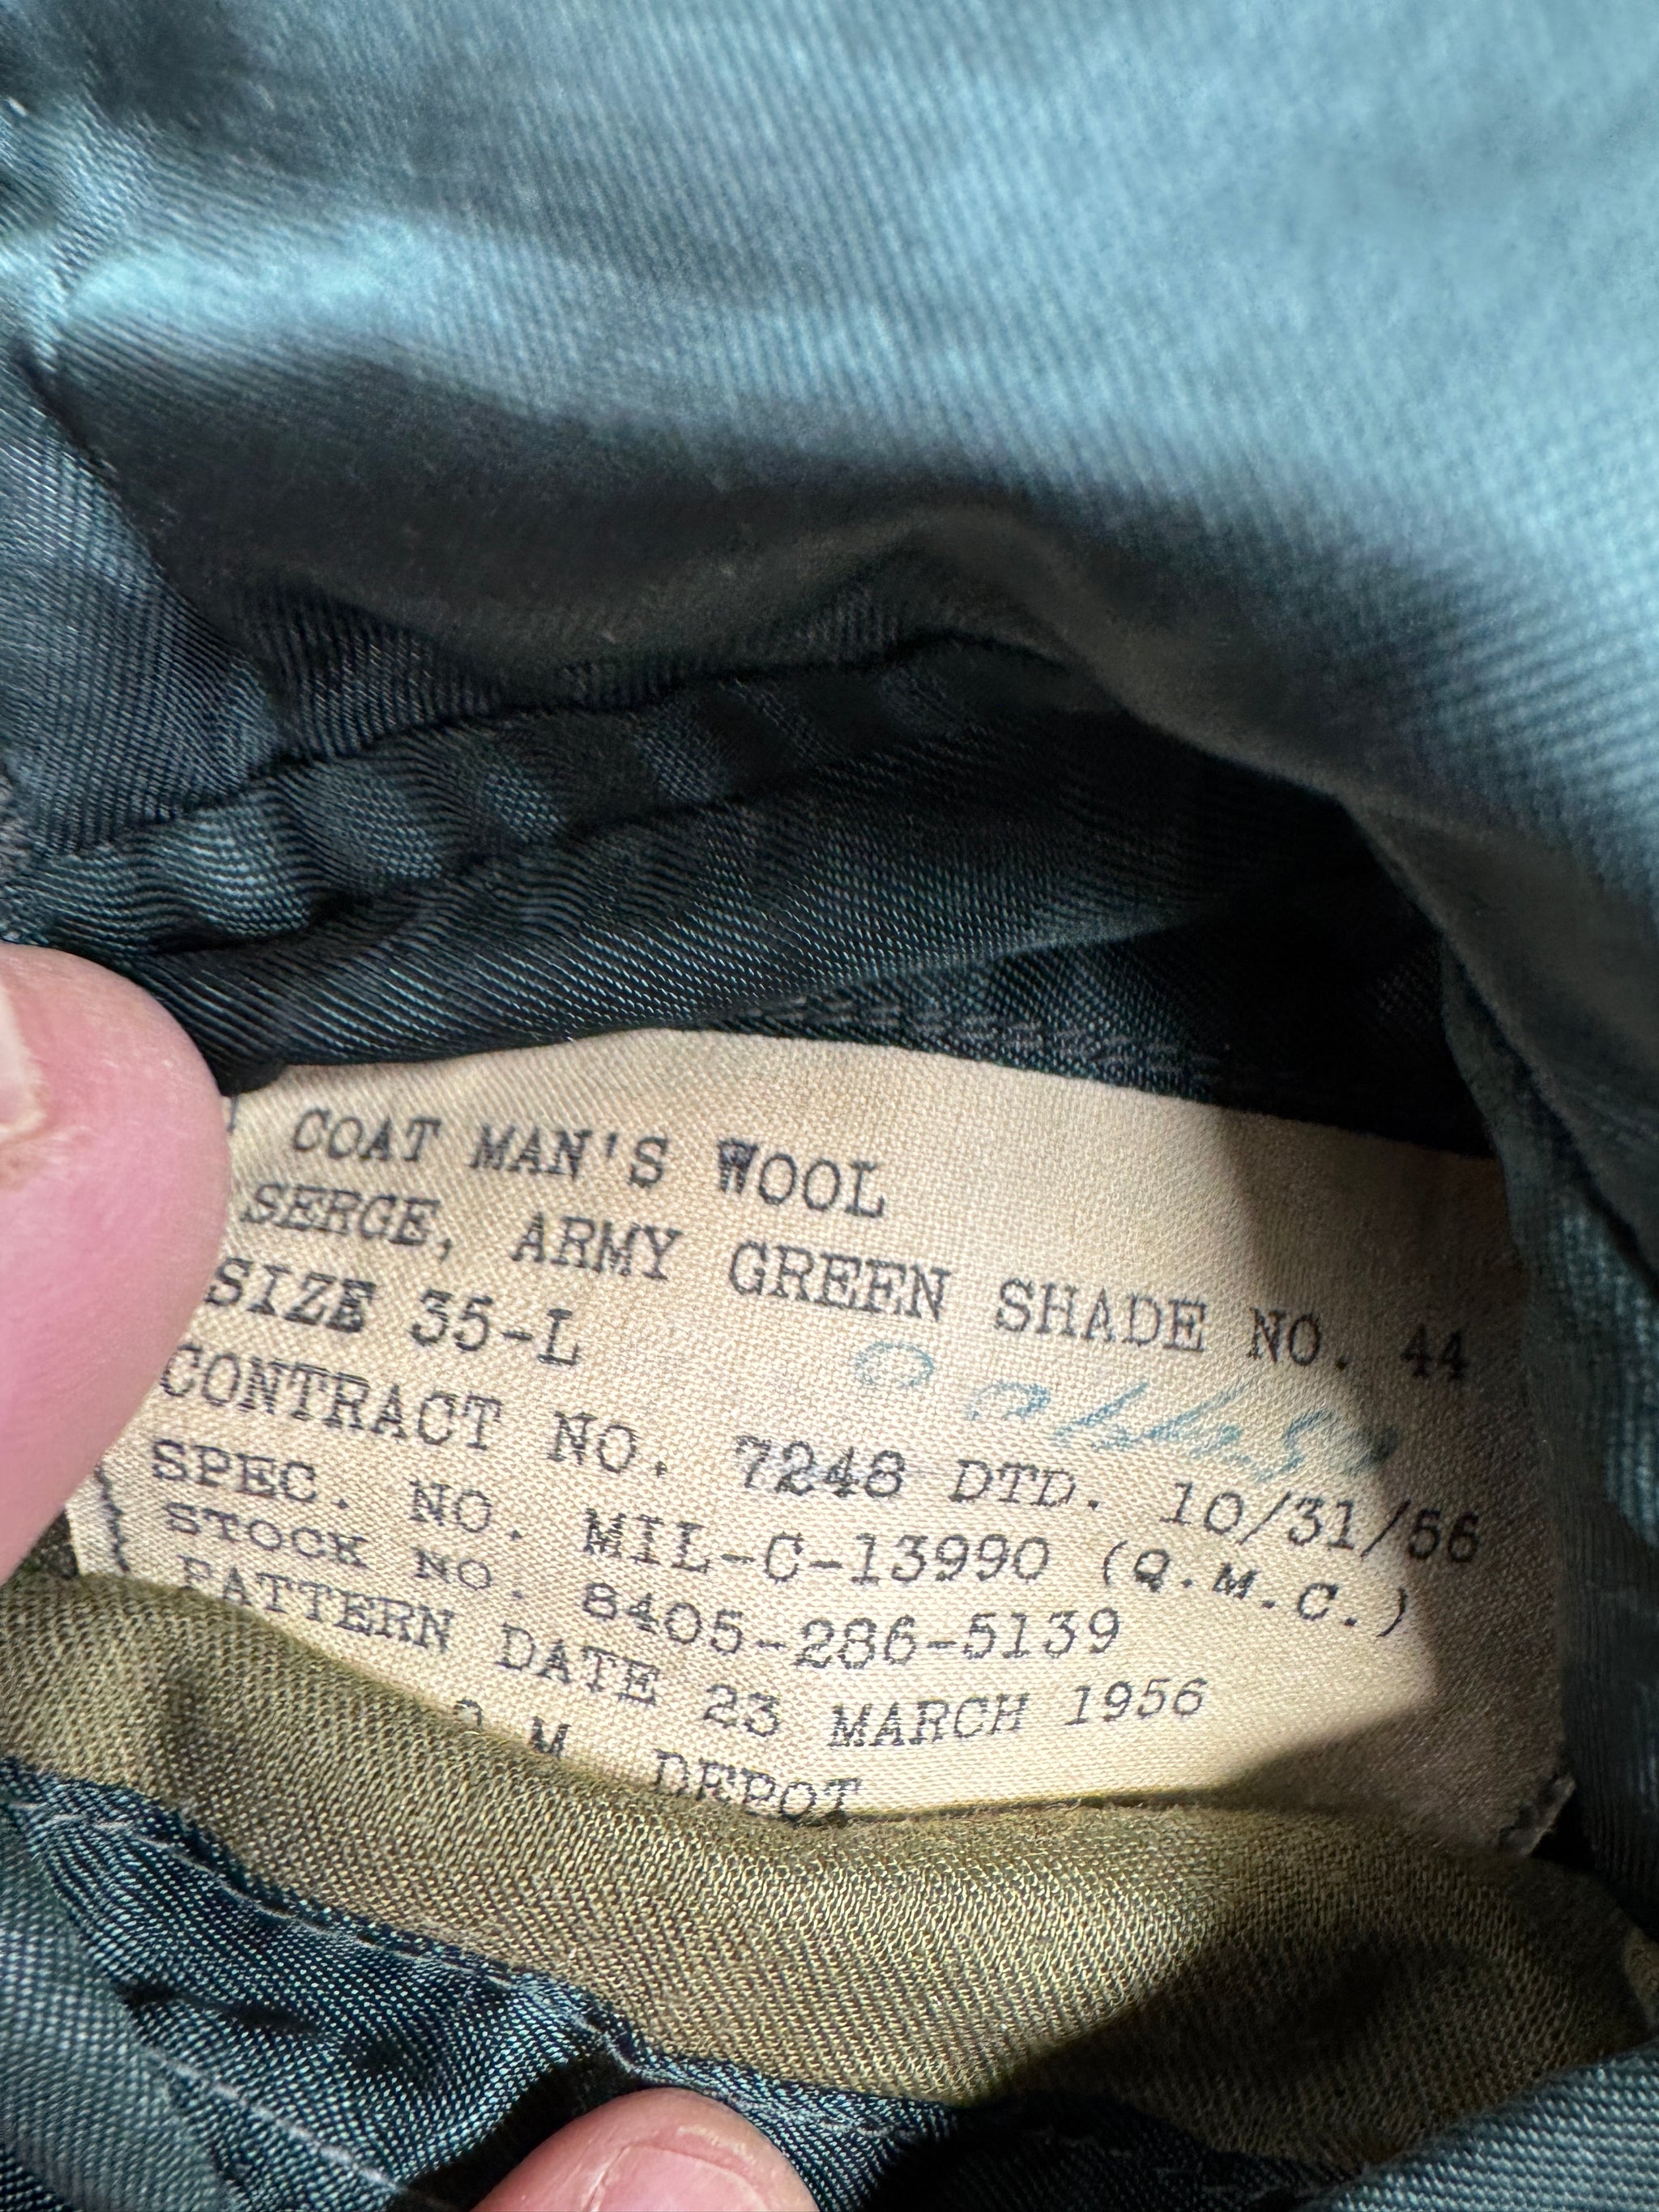 COAT MAN'S WOOL
SERGE, ARMY GREEN SHADE NO. 44
SIZE 35-L
CONTRACT NO. 7248 DTD. 10/31/56
SPEC. NO. MIL-C-13990 (Q.M.C.)
STOCK NO. 8405-286-5139
PATTERN DATE 23 MARCH 1956
M DEPOT